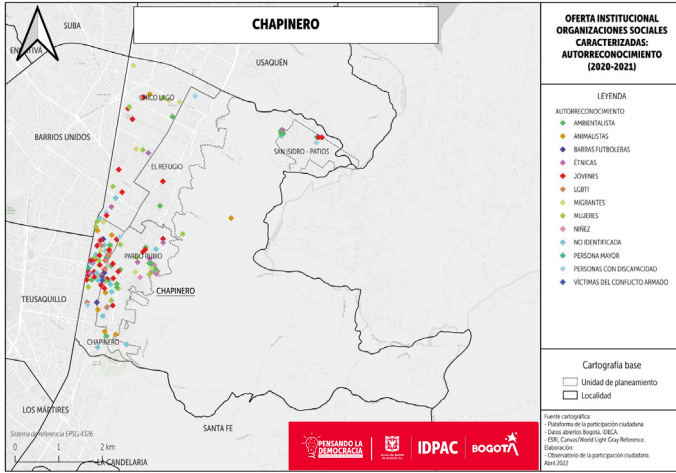 CHAPINERO
SUBA
ENGATIVÁ
USAQUÉN
CHICO LAGO
BARRIOS UNIDOS
EL REFUGIO
SAN ISIDRO - PATIOS
PARDO RUBIO
CHAPINERO
TEUSAQUILLO
CHAPINERO
LOS MÁRTIRES
SANTA FE
Sistema de referencia EPSG:4326
0 1 2 km
LA CANDELARIA
PENSANDO LA
DEMOCRACIA
IDPAC
BOGOTÁ
OFERTA INSTITUCIONAL
ORGANIZACIONES SOCIALES
CARACTERIZADAS:
AUTORRECONOCIMIENTO
(2020-2021)
LEYENDA
AUTORRECONOCIMIENTO
AMBIENTALISTA
ANIMALISTAS
BARRAS FUTBOLERAS
ÉTNICAS
JÓVENES
LGBTI
MIGRANTES
MUJERES
NIÑEZ
NO IDENTIFICADA
PERSONA MAYOR
PERSONAS CON DISCAPACIDAD
VÍCTIMAS DEL CONFLICTO ARMADO
Cartografía base
Unidad de planeamiento
Localidad
Fuente cartográfica:
- Plataforma de la participación ciudadana.
- Datos abiertos Bogotá, IDECA.
- ESRI, Canvas/World Light Gray Reference.
Elaboración:
- Observatorio de la participación ciudadana.
Abril 2022